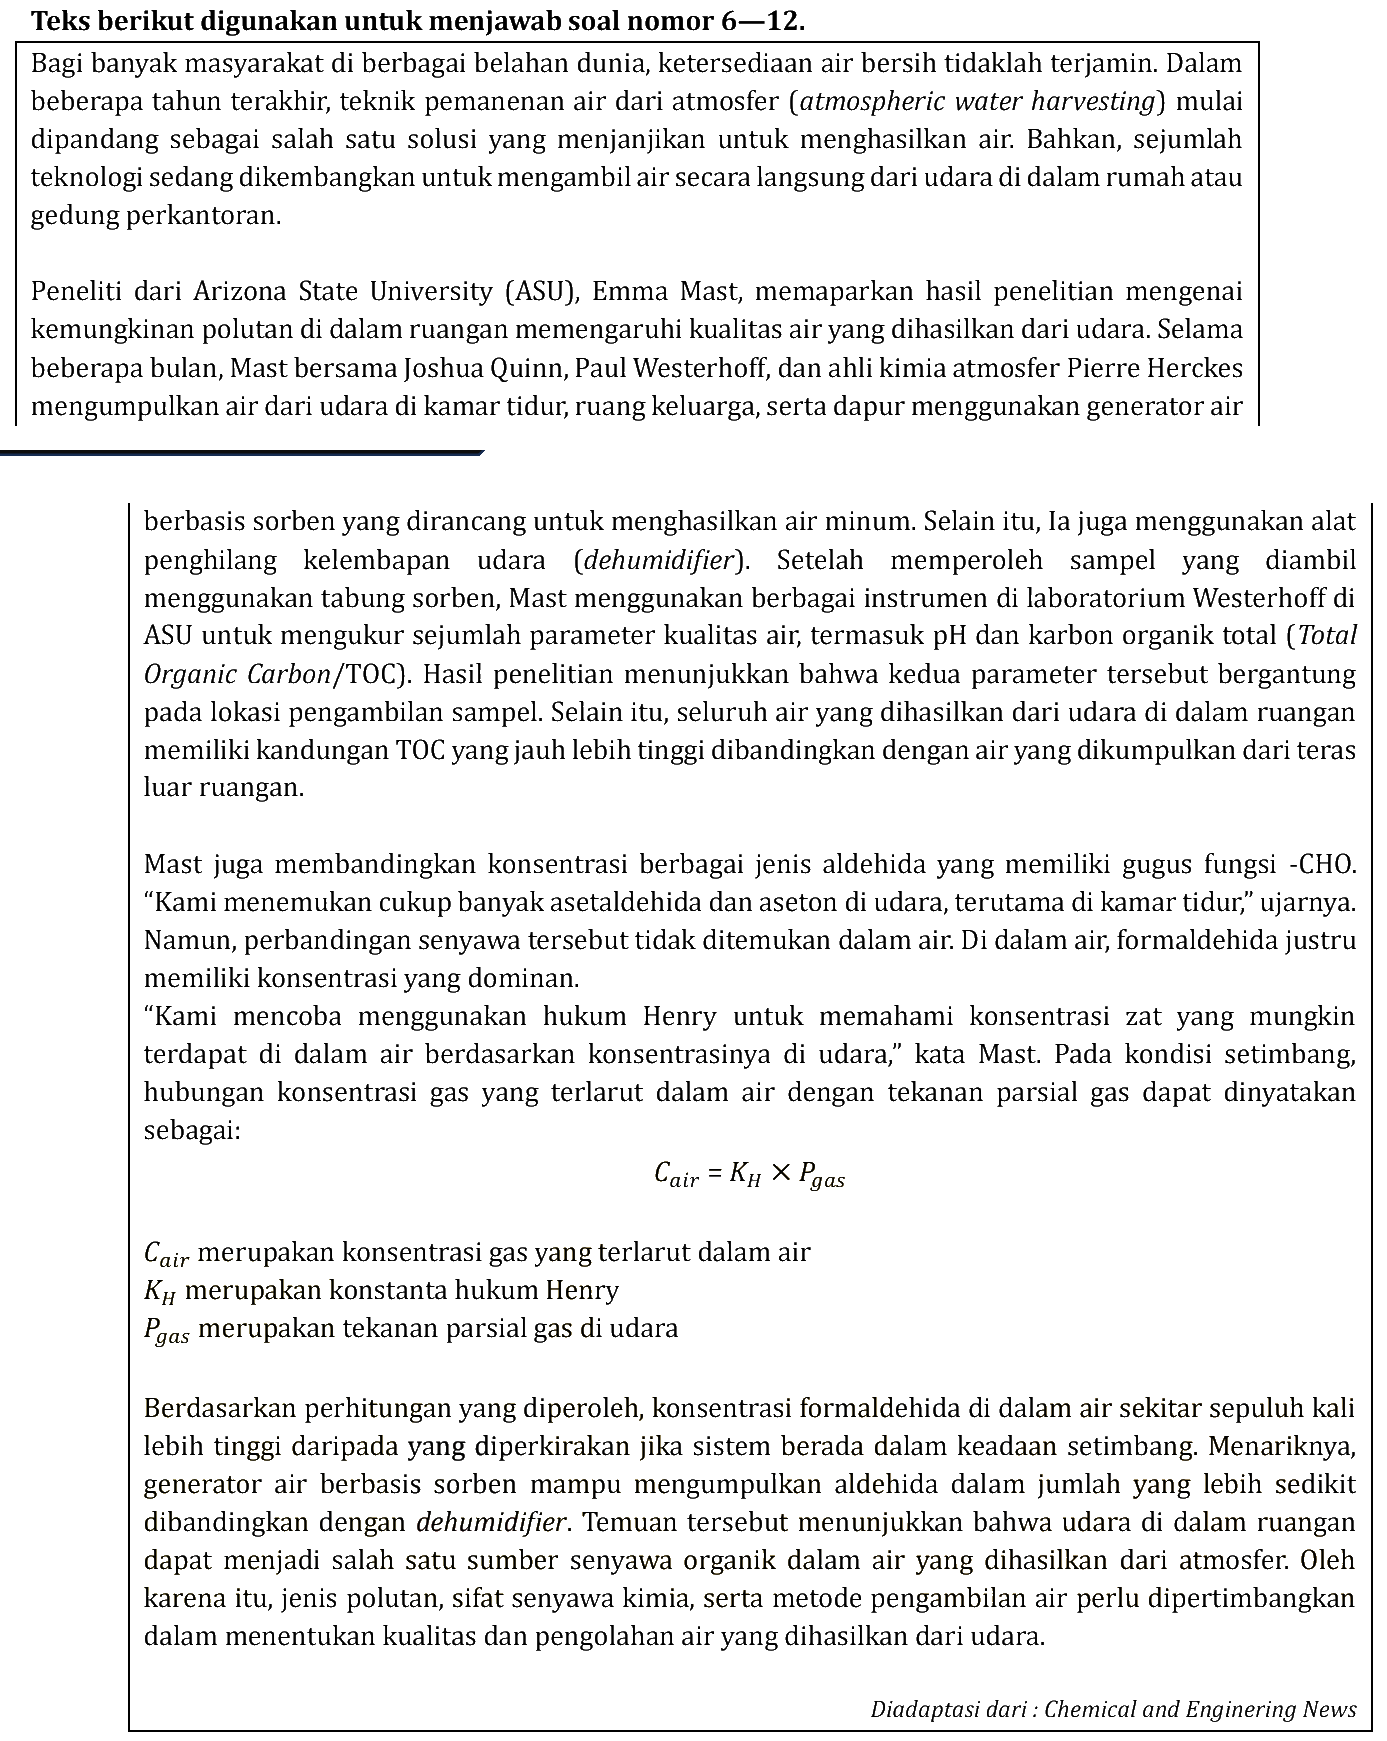 Teks berikut digunakan untuk menjawab soal nomor 6—12.
Bagi banyak masyarakat di berbagai belahan dunia, ketersediaan air bersih tidaklah terjamin. Dalam
beberapa tahun terakhir, teknik pemanenan air dari atmosfer (atmospheric water harvesting) mulai
dipandang sebagai salah satu solusi yang menjanjikan untuk menghasilkan air. Bahkan, sejumlah
teknologi sedang dikembangkan untuk mengambil air secara langsung dari udara di dalam rumah atau
gedung perkantoran.
Peneliti dari Arizona State University (ASU), Emma Mast, memaparkan hasil penelitian mengenai
kemungkinan polutan di dalam ruangan memengaruhi kualitas air yang dihasilkan dari udara. Selama
beberapa bulan, Mast bersama Joshua Quinn, Paul Westerhoff, dan ahli kimia atmosfer Pierre Herckes
mengumpulkan air dari udara di kamar tidur, ruang keluarga, serta dapur menggunakan generator air
berbasis sorben yang dirancang untuk menghasilkan air minum. Selain itu, Ia juga menggunakan alat
penghilang kelembapan udara (dehumidifier). Setelah memperoleh sampel yang diambil
menggunakan tabung sorben, Mast menggunakan berbagai instrumen di laboratorium Westerhoff di
ASU untuk mengukur sejumlah parameter kualitas air, termasuk pH dan karbon organik total (Total
Organic Carbon/TOC). Hasil penelitian menunjukkan bahwa kedua parameter tersebut bergantung
pada lokasi pengambilan sampel. Selain itu, seluruh air yang dihasilkan dari udara di dalam ruangan
memiliki kandungan TOC yang jauh lebih tinggi dibandingkan dengan air yang dikumpulkan dari teras
luar ruangan.
Mast juga membandingkan konsentrasi berbagai jenis aldehida yang memiliki gugus fungsi -CHO.
“Kami menemukan cukup banyak asetaldehida dan aseton di udara, terutama di kamar tidur,” ujarnya.
Namun, perbandingan senyawa tersebut tidak ditemukan dalam air. Di dalam air, formaldehida justru
memiliki konsentrasi yang dominan.
“Kami mencoba menggunakan hukum Henry untuk memahami konsentrasi zat yang mungkin
terdapat di dalam air berdasarkan konsentrasinya di udara,” kata Mast. Pada kondisi setimbang,
hubungan konsentrasi gas yang terlarut dalam air dengan tekanan parsial gas dapat dinyatakan
sebagai:
C_air = K_H × P_gas
C_air merupakan konsentrasi gas yang terlarut dalam air
K_H merupakan konstanta hukum Henry
P_gas merupakan tekanan parsial gas di udara
Berdasarkan perhitungan yang diperoleh, konsentrasi formaldehida di dalam air sekitar sepuluh kali
lebih tinggi daripada yang diperkirakan jika sistem berada dalam keadaan setimbang. Menariknya,
generator air berbasis sorben mampu mengumpulkan aldehida dalam jumlah yang lebih sedikit
dibandingkan dengan dehumidifier. Temuan tersebut menunjukkan bahwa udara di dalam ruangan
dapat menjadi salah satu sumber senyawa organik dalam air yang dihasilkan dari atmosfer. Oleh
karena itu, jenis polutan, sifat senyawa kimia, serta metode pengambilan air perlu dipertimbangkan
dalam menentukan kualitas dan pengolahan air yang dihasilkan dari udara.
Diadaptasi dari : Chemical and Enginering News